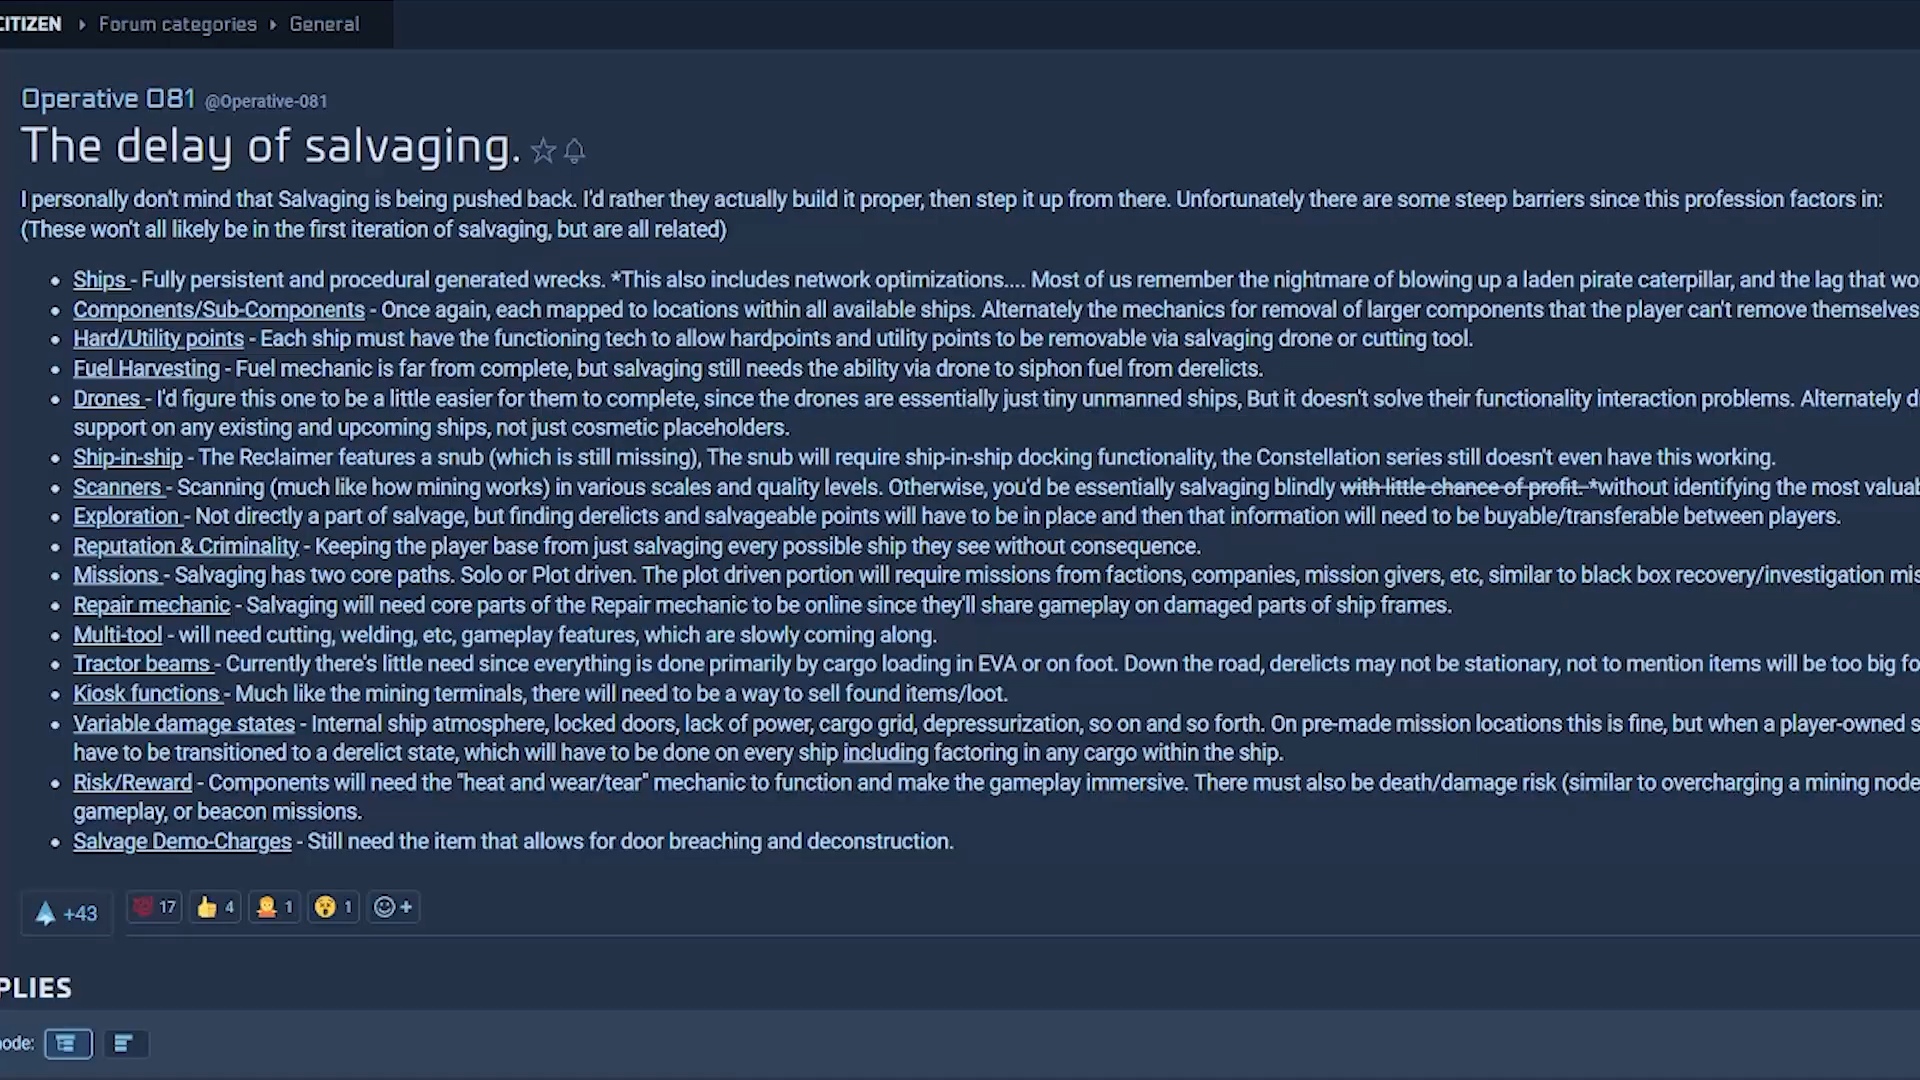 CITIZEN Forum categories General
Operative 081 @Operative-081
The delay of salvaging.
I personally don't mind that Salvaging is being pushed back. I'd rather they actually build it proper, then step it up from there. Unfortunately there are some steep barriers since this profession factors in:
(These won't all likely be in the first iteration of salvaging, but are all related)
Ships - Fully persistent and procedural generated wrecks. *This also includes network optimizations.... Most of us remember the nightmare of blowing up a laden pirate caterpillar, and the lag that wo
Components/Sub-Components - Once again, each mapped to locations within all available ships. Alternately the mechanics for removal of larger components that the player can't remove themselves
Hard/Utility points - Each ship must have the functioning tech to allow hardpoints and utility points to be removable via salvaging drone or cutting tool.
Fuel Harvesting - Fuel mechanic is far from complete, but salvaging still needs the ability via drone to siphon fuel from derelicts.
Drones - I'd figure this one to be a little easier for them to complete, since the drones are essentially just tiny unmanned ships, But it doesn't solve their functionality interaction problems. Alternately d
support on any existing and upcoming ships, not just cosmetic placeholders.
Ship-in-ship - The Reclaimer features a snub (which is still missing), The snub will require ship-in-ship docking functionality, the Constellation series still doesn't even have this working.
Scanners - Scanning (much like how mining works) in various scales and quality levels. Otherwise, you'd be essentially salvaging blindly with little chance of profit. *without identifying the most valuab
Exploration - Not directly a part of salvage, but finding derelicts and salvageable points will have to be in place and then that information will need to be buyable/transferable between players.
Reputation & Criminality - Keeping the player base from just salvaging every possible ship they see without consequence.
Missions - Salvaging has two core paths. Solo or Plot driven. The plot driven portion will require missions from factions, companies, mission givers, etc, similar to black box recovery/investigation mis
Repair mechanic - Salvaging will need core parts of the Repair mechanic to be online since they'll share gameplay on damaged parts of ship frames.
Multi-tool - will need cutting, welding, etc, gameplay features, which are slowly coming along.
Tractor beams - Currently there's little need since everything is done primarily by cargo loading in EVA or on foot. Down the road, derelicts may not be stationary, not to mention items will be too big fo
Kiosk functions - Much like the mining terminals, there will need to be a way to sell found items/loot.
Variable damage states - Internal ship atmosphere, locked doors, lack of power, cargo grid, depressurization, so on and so forth. On pre-made mission locations this is fine, but when a player-owned s
have to be transitioned to a derelict state, which will have to be done on every ship including factoring in any cargo within the ship.
Risk/Reward - Components will need the "heat and wear/tear" mechanic to function and make the gameplay immersive. There must also be death/damage risk (similar to overcharging a mining node
gameplay, or beacon missions.
Salvage Demo-Charges - Still need the item that allows for door breaching and deconstruction.
+43 17 4 1 1 +
PLIES
ode: